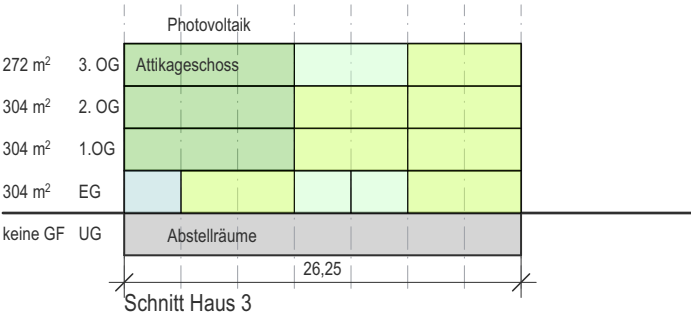 Photovoltaik
272 m² 3. OG Attikageschoss
304 m² 2. OG
304 m² 1.OG
304 m² EG
keine GF UG Abstellräume
26,25
Schnitt Haus 3